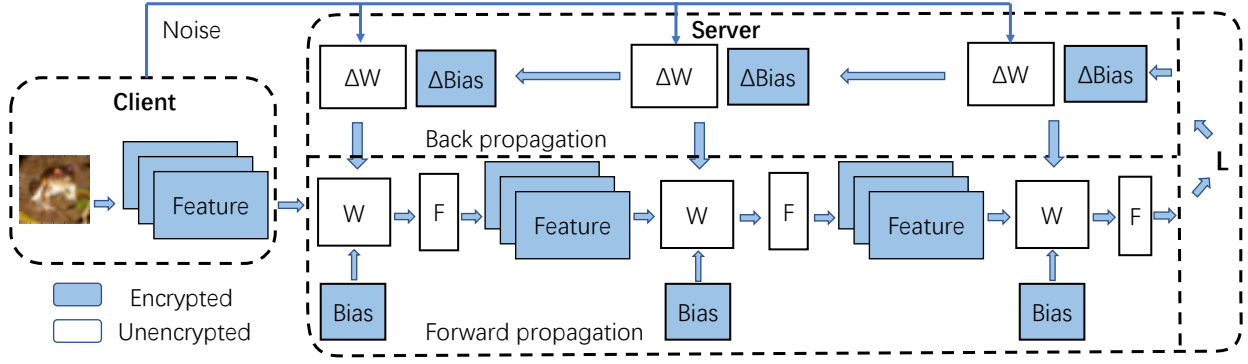 Noise
Server
ΔW ΔBias ΔW ΔBias ΔW ΔBias
Client
Back propagation
L
Feature W F Feature W F Feature W F
Encrypted
Bias Bias Bias
Unencrypted
Forward propagation